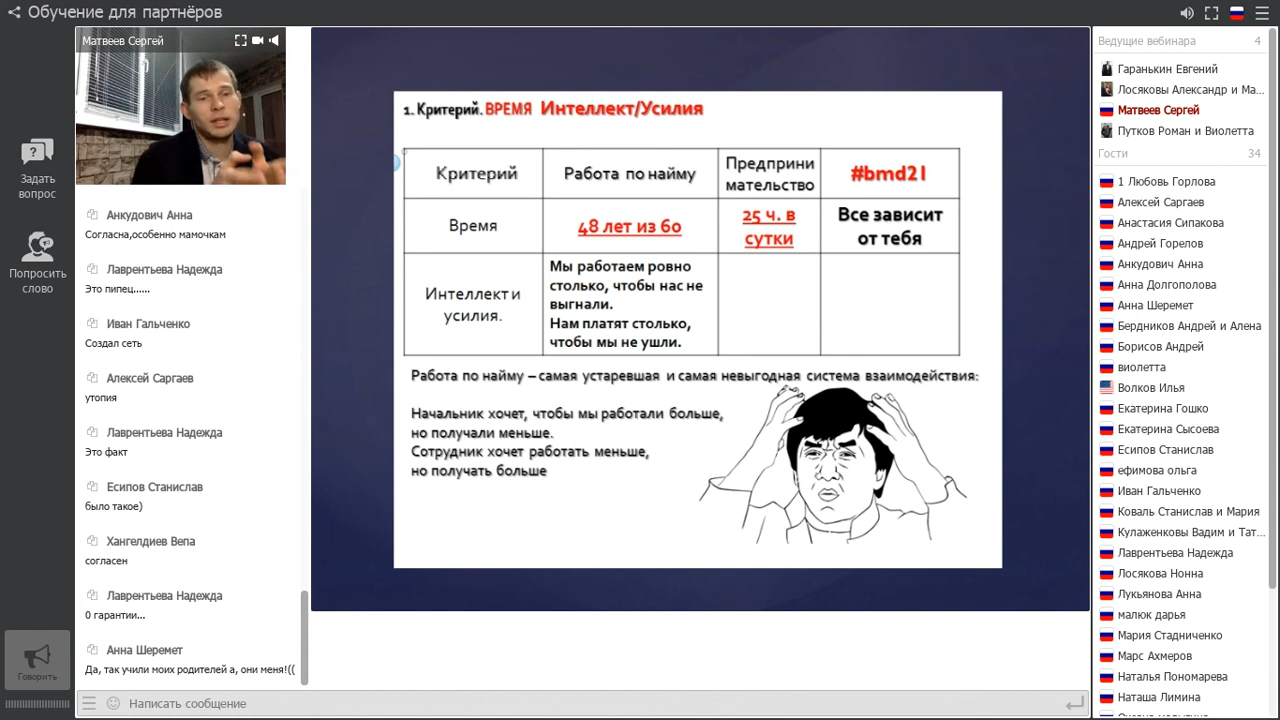 Обучение для партнёров
Матвеев Сергей
Задать
вопрос
Попросить
слово
Говорить
Анкудович Анна
Согласна,особенно мамочкам
Лаврентьева Надежда
Это пипец......
Иван Гальченко
Создал сеть
Алексей Саргаев
утопия
Лаврентьева Надежда
Это факт
Есипов Станислав
было такое)
Хангелдиев Вепа
согласен
Лаврентьева Надежда
0 гарантии...
Анна Шеремет
Да, так учили моих родителей а, они меня!((
Написать сообщение
1. Критерий. ВРЕМЯ Интеллект/Усилия
Критерий
Работа по найму
Предприни
мательство
#bmd21
Время
48 лет из 60
25 ч. в
сутки
Все зависит
от тебя
Интеллект и
усилия.
Мы работаем ровно
столько, чтобы нас не
выгнали.
Нам платят столько,
чтобы мы не ушли.
Работа по найму – самая устаревшая и самая невыгодная система взаимодействия:
Начальник хочет, чтобы мы работали больше,
но получали меньше.
Сотрудник хочет работать меньше,
но получать больше
Ведущие вебинара 4
Гаранькин Евгений
Лосяковы Александр и Ма...
Матвеев Сергей
Путков Роман и Виолетта
Гости 34
1 Любовь Горлова
Алексей Саргаев
Анастасия Сипакова
Андрей Горелов
Анкудович Анна
Анна Долгополова
Анна Шеремет
Бердников Андрей и Алена
Борисов Андрей
виолетта
Волков Илья
Екатерина Гошко
Екатерина Сысоева
Есипов Станислав
ефимова ольга
Иван Гальченко
Коваль Станислав и Мария
Кулаженковы Вадим и Тат...
Лаврентьева Надежда
Лосякова Нонна
Лукьянова Анна
малюк дарья
Мария Стадниченко
Марс Ахмеров
Наталья Пономарева
Наташа Лимина